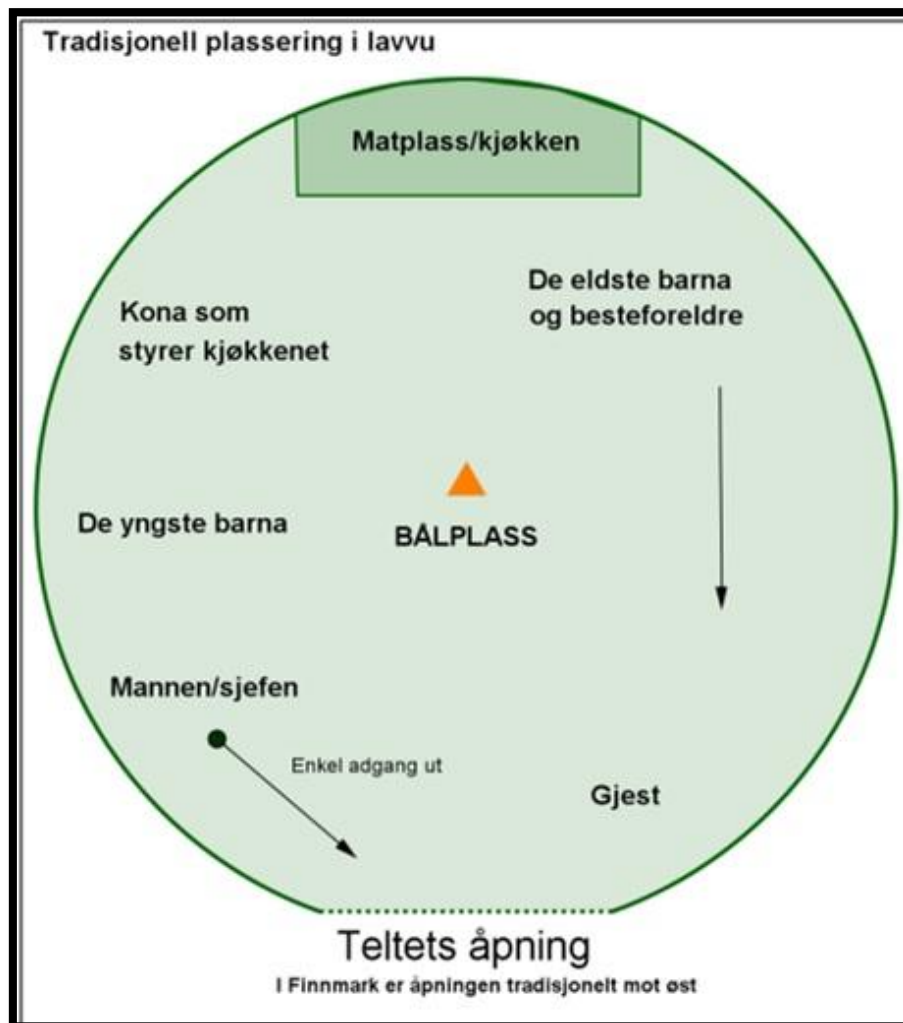 Tradisjonell plassering i lavvu
Matplass/kjøkken
De eldste barna
og besteforeldre
Kona som
styrer kjøkkenet
De yngste barna
BÅLPLASS
Mannen/sjefen
Enkel adgang ut
Gjest
Teltets åpning
I Finnmark er åpningen tradisjonelt mot øst